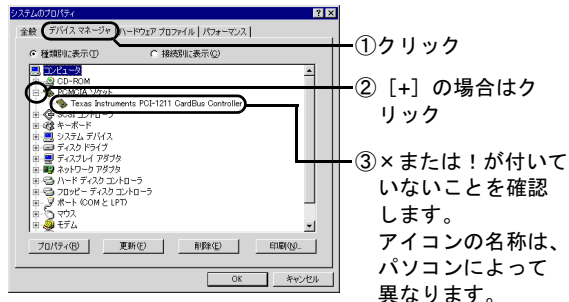 システムのプロパティ
全般 デバイス マネージャ ハードウェア プロファイル パフォーマンス
種類別に表示(T) 接続別に表示(C)
コンピュータ
CD-ROM
PCMCIA ソケット
Texas Instruments PCI-1211 CardBus Controller
SCSI コントローラ
キーボード
システム デバイス
ディスク ドライブ
ディスプレイ アダプタ
ネットワーク アダプタ
ハード ディスク コントローラ
フロッピー ディスク コントローラ
ポート (COM と LPT)
マウス
モデム
プロパティ(R) 更新(F) 削除(E) 印刷(N)...
OK キャンセル
①クリック
②［+］の場合はク
リック
③×または！が付いて
いないことを確認
します。
アイコンの名称は、
パソコンによって
異なります。